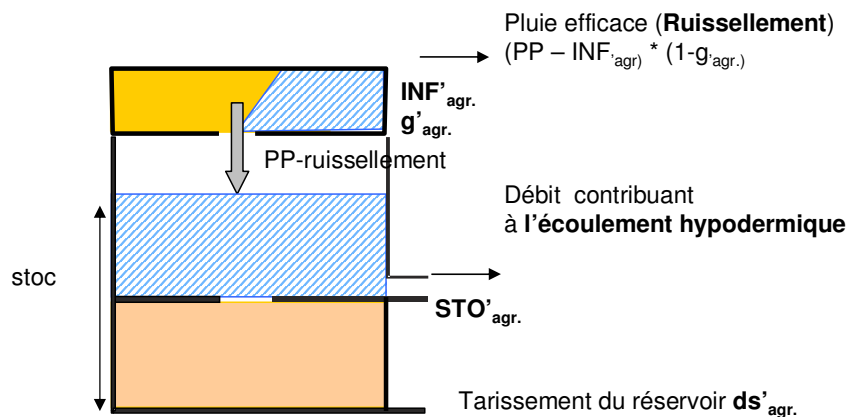 Pluie efficace (Ruissellement)
(PP – INF'agr) * (1-g'agr.)
INF'agr.
g'agr.
PP-ruissellement
Débit contribuant
à l'écoulement hypodermique
stoc
STO'agr.
Tarissement du réservoir ds'agr.